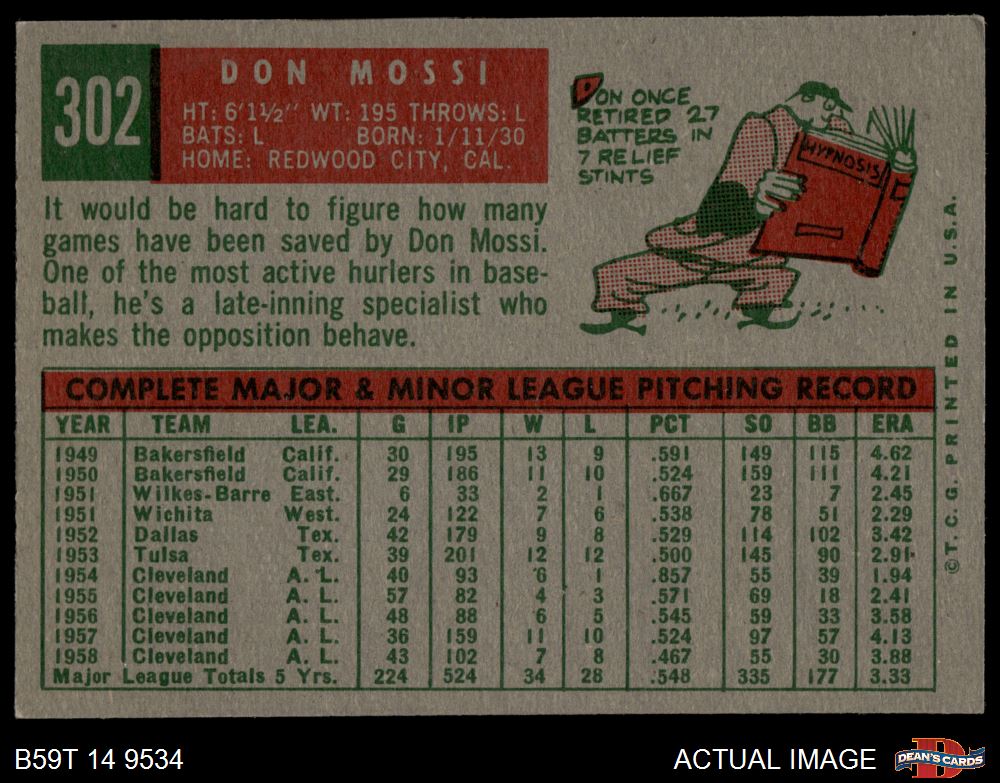 302
DON MOSSI
HT: 6'1½" WT: 195 THROWS: L
BATS: L BORN: 1/11/30
HOME: REDWOOD CITY, CAL.
It would be hard to figure how many
games have been saved by Don Mossi.
One of the most active hurlers in base-
ball, he's a late-inning specialist who
makes the opposition behave.
DON ONCE
RETIRED 27
BATTERS IN
7 RELIEF
STINTS
HYPNOSIS
COMPLETE MAJOR & MINOR LEAGUE PITCHING RECORD
YEAR TEAM LEA. G IP W L PCT SO BB ERA
1949 Bakersfield Calif. 30 195 13 9 .591 149 115 4.62
1950 Bakersfield Calif. 29 186 11 10 .524 159 111 4.21
1951 Wilkes-Barre East. 6 33 2 1 .667 23 7 2.45
1951 Wichita West. 24 122 7 6 .538 78 51 2.29
1952 Dallas Tex. 42 179 9 8 .529 114 102 3.42
1953 Tulsa Tex. 39 201 12 12 .500 145 90 2.91
1954 Cleveland A. L. 40 93 6 1 .857 55 39 1.94
1955 Cleveland A. L. 57 82 4 3 .571 69 18 2.41
1956 Cleveland A. L. 48 88 6 5 .545 59 33 3.58
1957 Cleveland A. L. 36 159 11 10 .524 97 57 4.13
1958 Cleveland A. L. 43 102 7 8 .467 55 30 3.88
Major League Totals 5 Yrs. 224 524 34 28 .548 335 177 3.33
©T. C. G. PRINTED IN U.S.A.
B59T 14 9534
ACTUAL IMAGE
D
DEAN'S CARDS